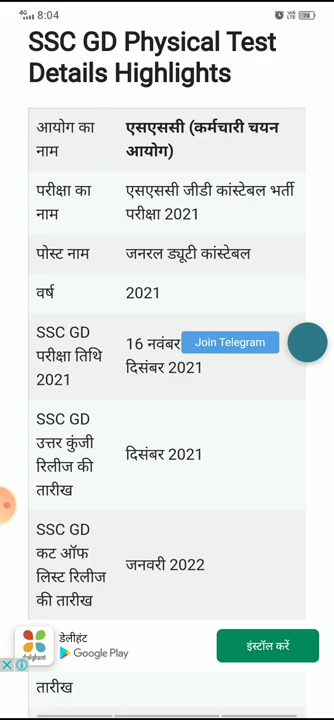 4G 8:04
SSC GD Physical Test
Details Highlights
आयोग का
नाम
एसएससी (कर्मचारी चयन
आयोग)
परीक्षा का
नाम
एसएससी जीडी कांस्टेबल भर्ती
परीक्षा 2021
पोस्ट नाम
जनरल ड्यूटी कांस्टेबल
वर्ष
2021
SSC GD
परीक्षा तिथि
2021
16 नवंबर
दिसंबर 2021
Join Telegram
SSC GD
उत्तर कुंजी
रिलीज की
तारीख
दिसंबर 2021
SSC GD
कट ऑफ
लिस्ट रिलीज
की तारीख
जनवरी 2022
डेलीहंट
Google Play
dailyhunt
इंस्टॉल करें
तारीख